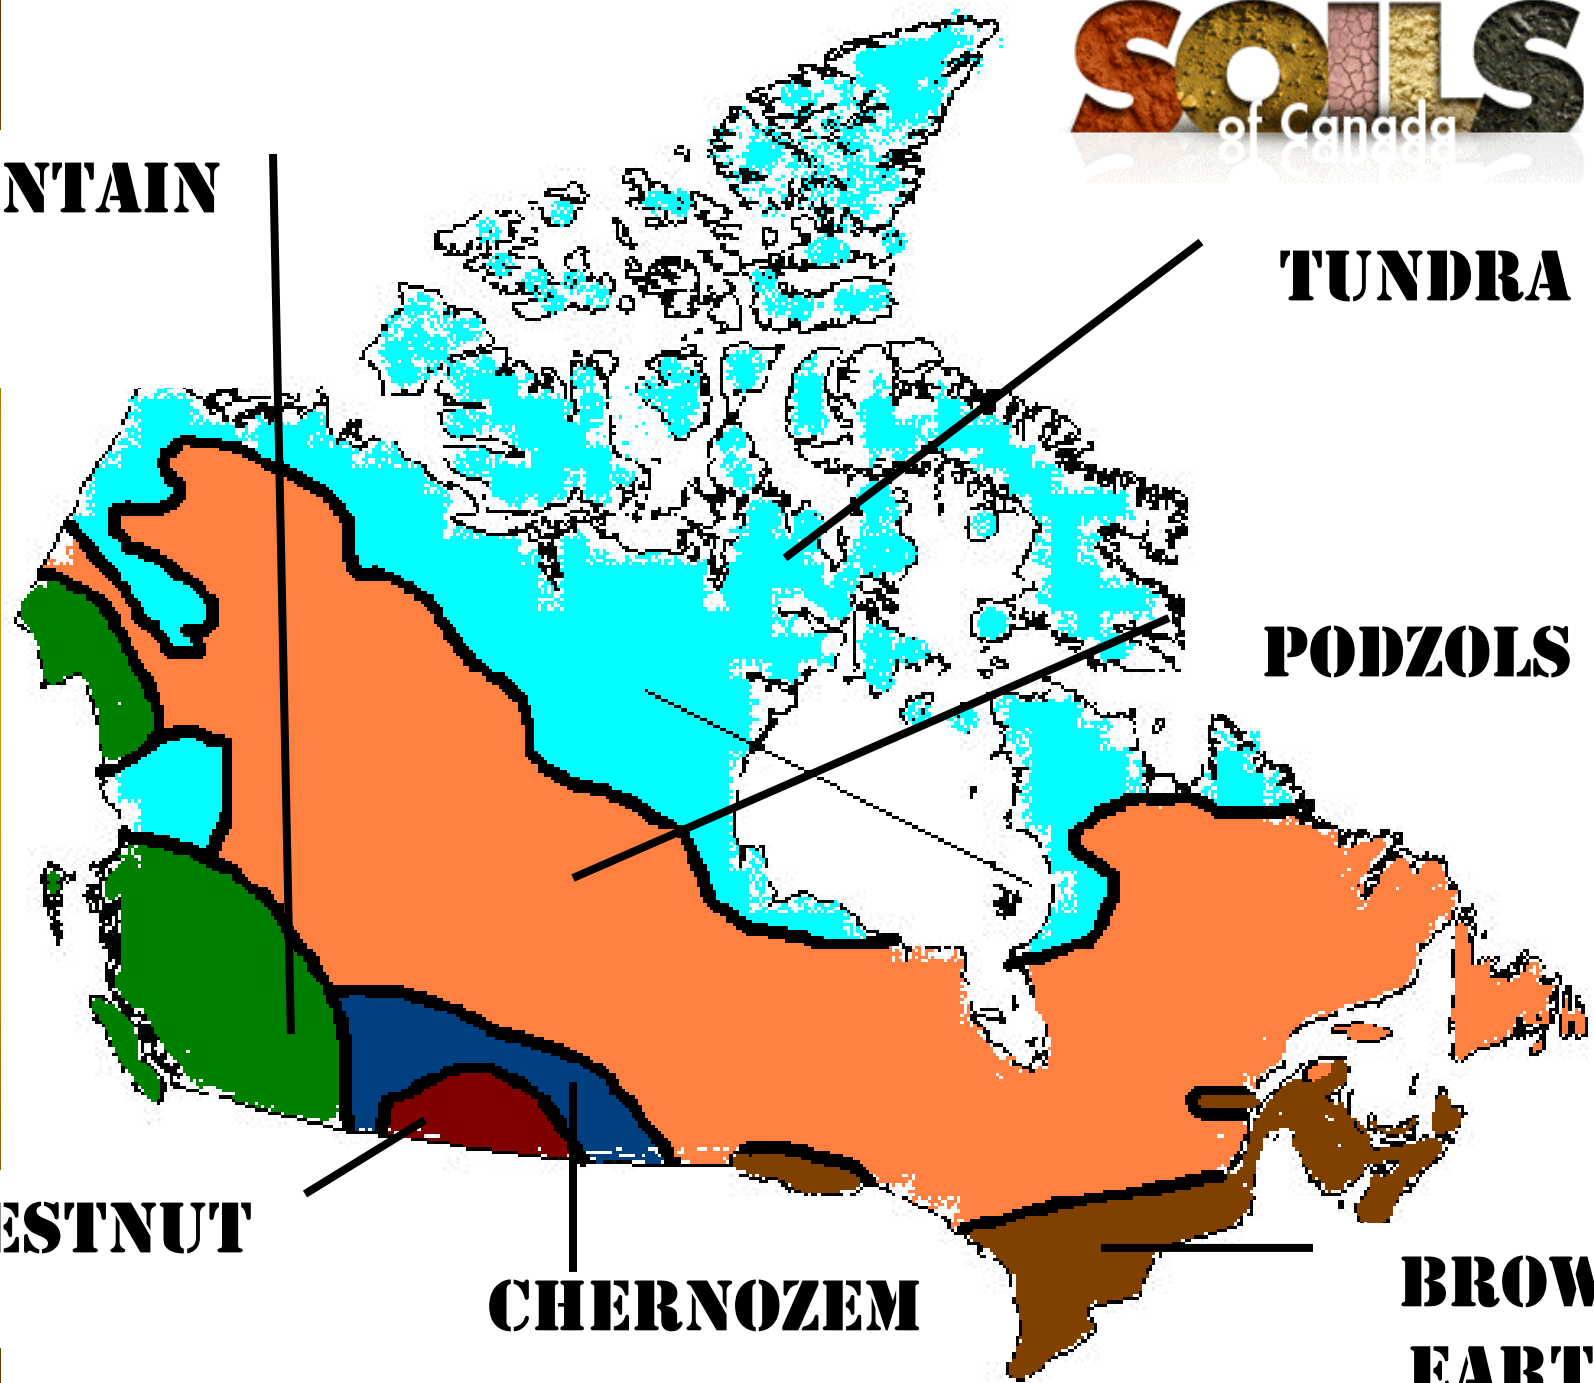 SOILS
of Canada
NTAIN
TUNDRA
PODZOLS
ESTNUT
CHERNOZEM
BROW
EART